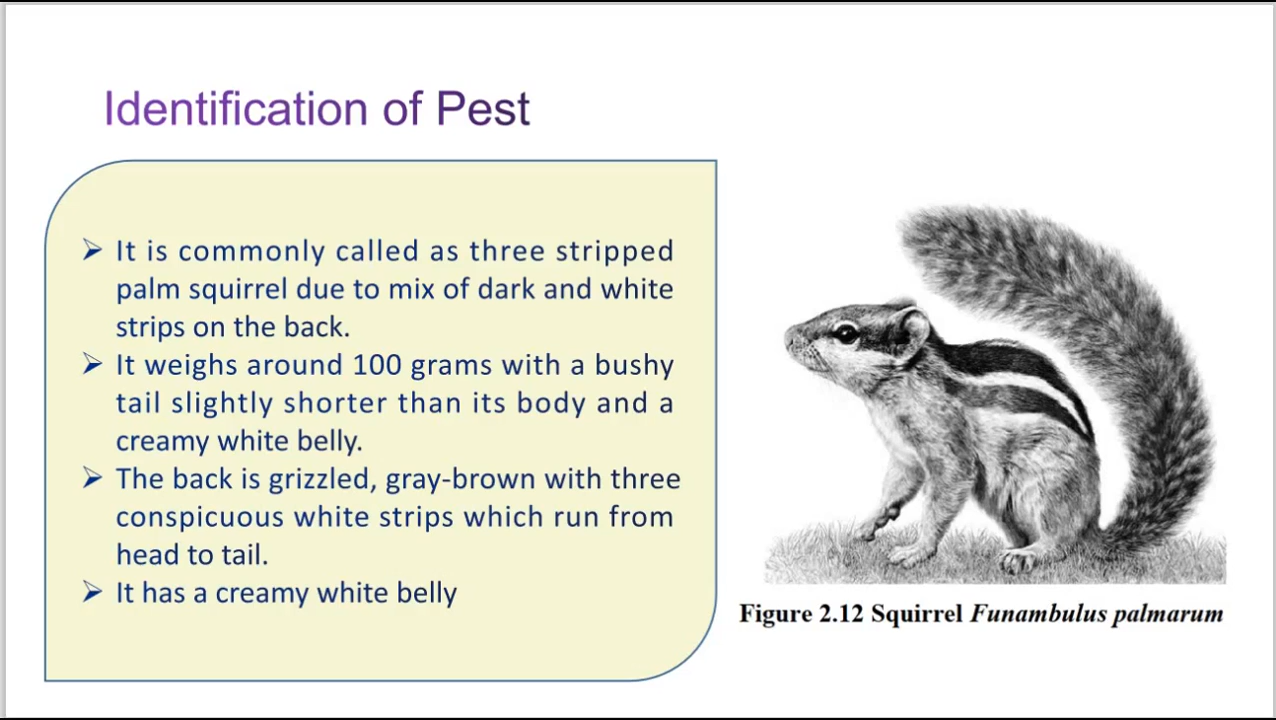 Identification of Pest
➢ It is commonly called as three stripped
palm squirrel due to mix of dark and white
strips on the back.
➢ It weighs around 100 grams with a bushy
tail slightly shorter than its body and a
creamy white belly.
➢ The back is grizzled, gray-brown with three
conspicuous white strips which run from
head to tail.
➢ It has a creamy white belly
Figure 2.12 Squirrel Funambulus palmarum